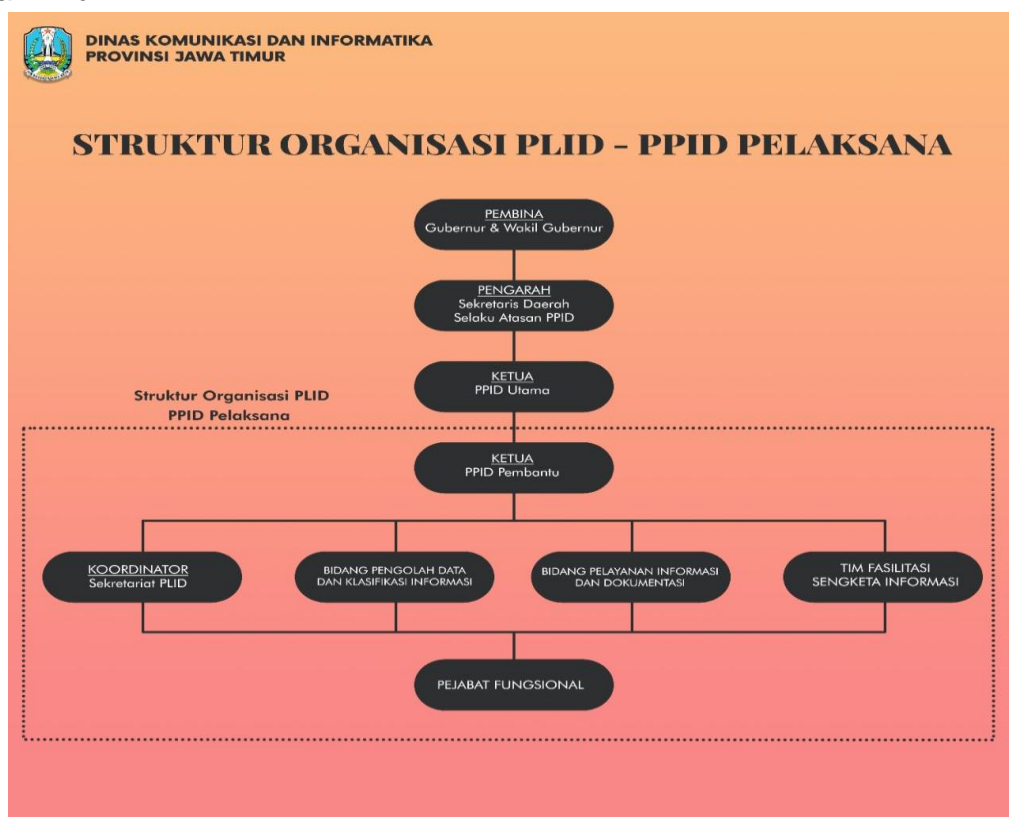 DINAS KOMUNIKASI DAN INFORMATIKA
PROVINSI JAWA TIMUR
STRUKTUR ORGANISASI PLID - PPID PELAKSANA
PEMBINA
Gubernur & Wakil Gubernur
PENGARAH
Sekretaris Daerah
Selaku Atasan PPID
KETUA
PPID Utama
Struktur Organisasi PLID
PPID Pelaksana
KETUA
PPID Pembantu
KOORDINATOR
Sekretariat PLID
BIDANG PENGOLAH DATA
DAN KLASIFIKASI INFORMASI
BIDANG PELAYANAN INFORMASI
DAN DOKUMENTASI
TIM FASILITASI
SENGKETA INFORMASI
PEJABAT FUNGSIONAL